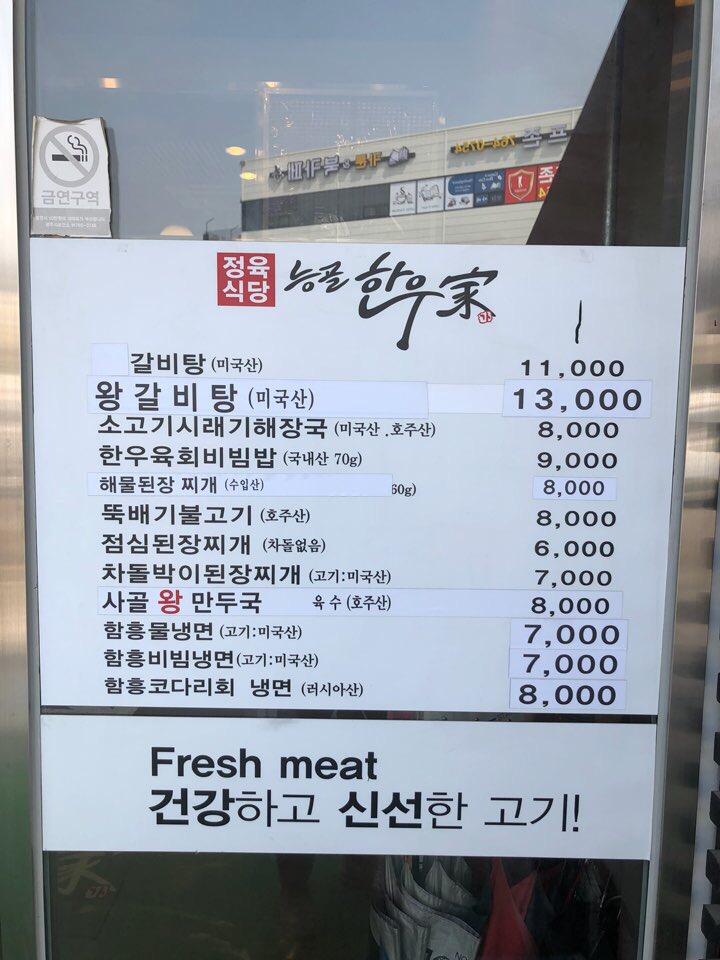 금연구역
764-0754
정육
식당
능골 한우家
갈비탕 (미국산) 11,000
왕갈비탕 (미국산) 13,000
소고기시래기해장국 (미국산 .호주산) 8,000
한우육회비빔밥 (국내산 70g) 9,000
해물된장 찌개 (수입산) 60g) 8,000
뚝배기불고기 (호주산) 8,000
점심된장찌개 (차돌없음) 6,000
차돌박이된장찌개 (고기:미국산) 7,000
사골 왕 만두국 육수 (호주산) 8,000
함흥물냉면 (고기:미국산) 7,000
함흥비빔냉면 (고기:미국산) 7,000
함흥코다리회 냉면 (러시아산) 8,000
Fresh meat
건강하고 신선한 고기!